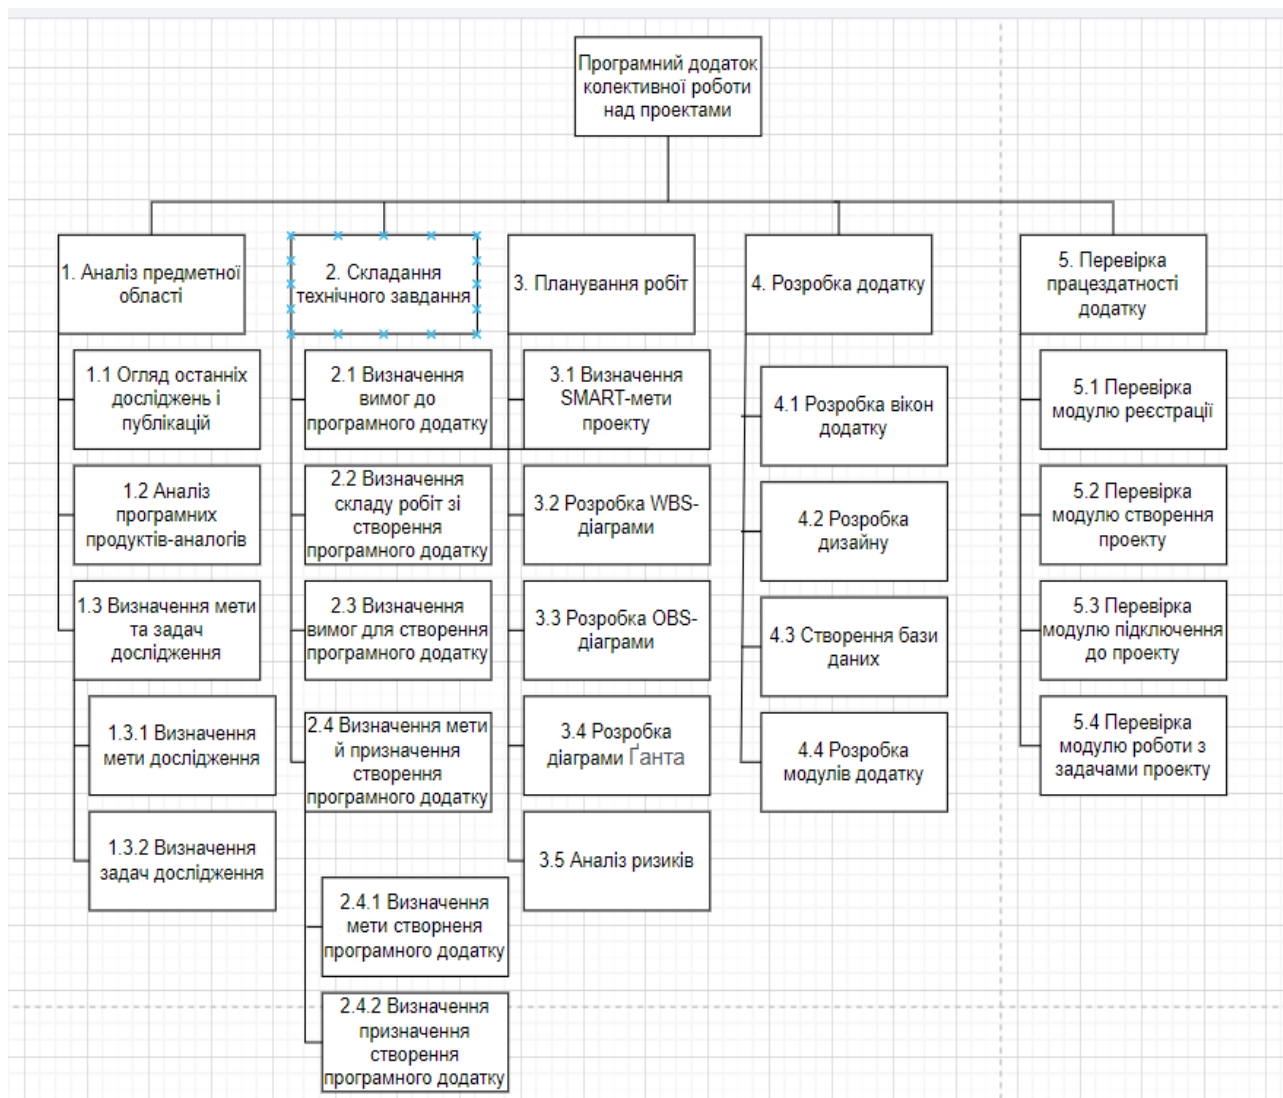 Програмний додаток
колективної роботи
над проектами
1. Аналіз предметної
області
2. Складання
технічного завдання
3. Планування робіт
4. Розробка додатку
5. Перевірка
працездатності
додатку
1.1 Огляд останніх
досліджень і
публікацій
1.2 Аналіз
програмних
продуктів-аналогів
1.3 Визначення мети
та задач
дослідження
1.3.1 Визначення
мети дослідження
1.3.2 Визначення
задач дослідження
2.1 Визначення
вимог до
програмного додатку
2.2 Визначення
складу робіт зі
створення
програмного додатку
2.3 Визначення
вимог для створення
програмного додатку
2.4 Визначення мети
й призначення
створення
програмного додатку
2.4.1 Визначення
мети створненя
програмного додатку
2.4.2 Визначення
призначення
створення
програмного додатку
3.1 Визначення
SMART-мети
проекту
3.2 Розробка WBS-
діаграми
3.3 Розробка OBS-
діаграми
3.4 Розробка
діаграми Ґанта
3.5 Аналіз ризиків
4.1 Розробка вікон
додатку
4.2 Розробка
дизайну
4.3 Створення бази
даних
4.4 Розробка
модулів додатку
5.1 Перевірка
модулю реєстрації
5.2 Перевірка
модулю створення
проекту
5.3 Перевірка
модулю підключення
до проекту
5.4 Перевірка
модулю роботи з
задачами проекту